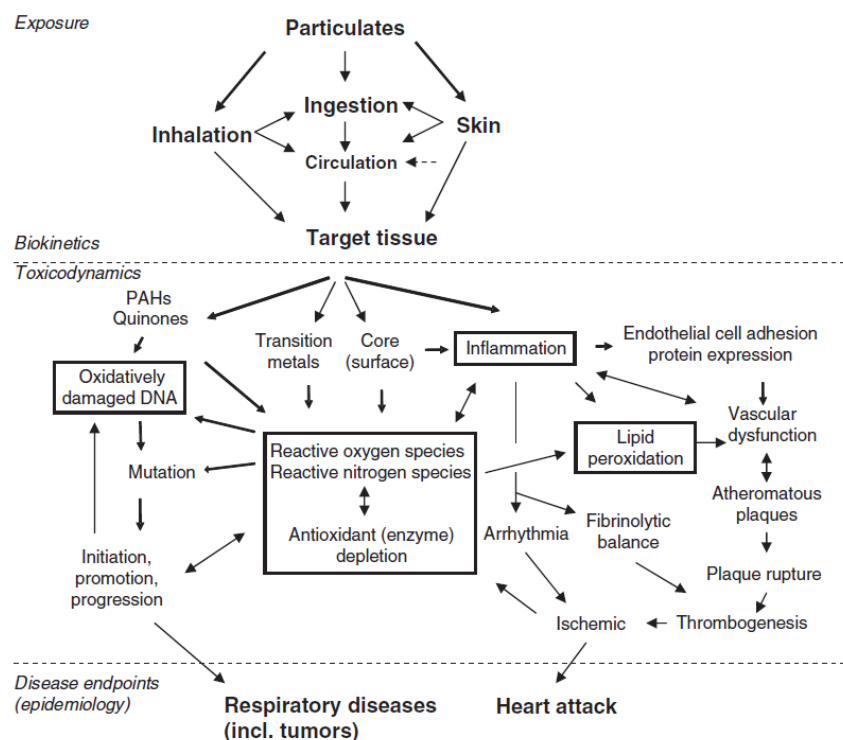 Exposure
Particulates
Ingestion
Inhalation
Skin
Circulation
Target tissue
Biokinetics
Toxicodynamics
PAHs
Quinones
Transition
metals
Core
(surface)
Inflammation
Endothelial cell adhesion
protein expression
Oxidatively
damaged DNA
Reactive oxygen species
Reactive nitrogen species
Lipid
peroxidation
Vascular
dysfunction
Mutation
Antioxidant (enzyme)
depletion
Arrhythmia
Fibrinolytic
balance
Atheromatous
plaques
Initiation,
promotion,
progression
Plaque rupture
Ischemic
Thrombogenesis
Disease endpoints
(epidemiology)
Respiratory diseases
(incl. tumors)
Heart attack